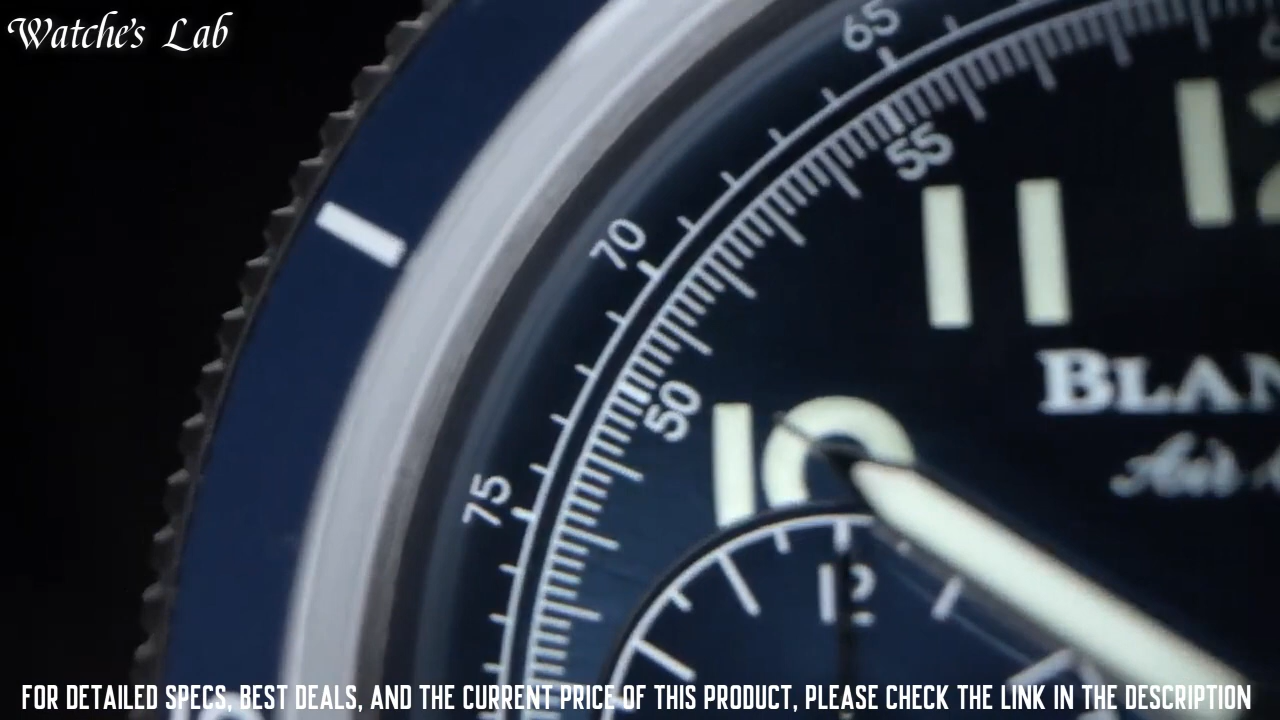 Watche's Lab
65
55
12
11
70
BLAN
50
10
Air
75
12
FOR DETAILED SPECS, BEST DEALS, AND THE CURRENT PRICE OF THIS PRODUCT, PLEASE CHECK THE LINK IN THE DESCRIPTION